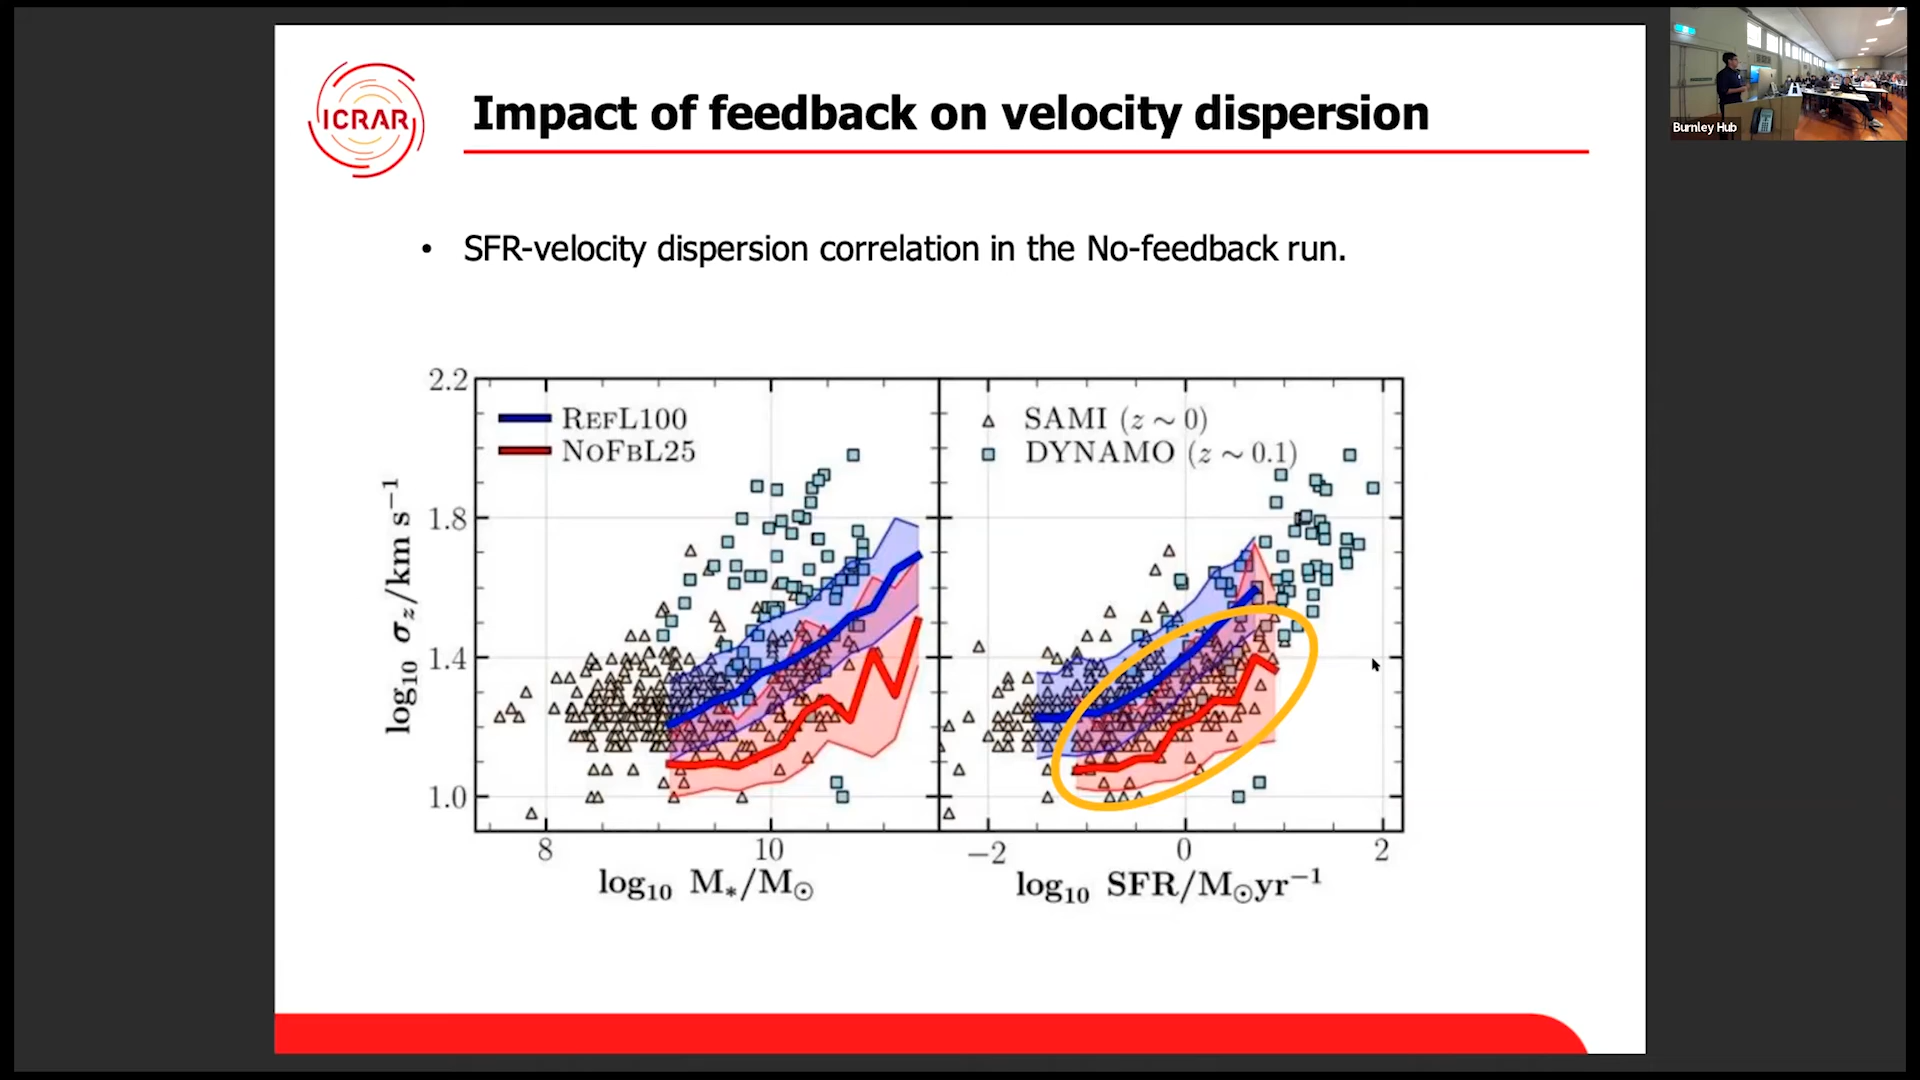 ICRAR
Impact of feedback on velocity dispersion
• SFR-velocity dispersion correlation in the No-feedback run.
REFL100
NOFBL25
SAMI (z ~ 0)
DYNAMO (z ~ 0.1)
2.2
1.8
1.4
1.0
log₁₀ σ_z/km s⁻¹
8
10
−2
0
2
log₁₀ M*/M⊙
log₁₀ SFR/M⊙yr⁻¹
Burnley Hub